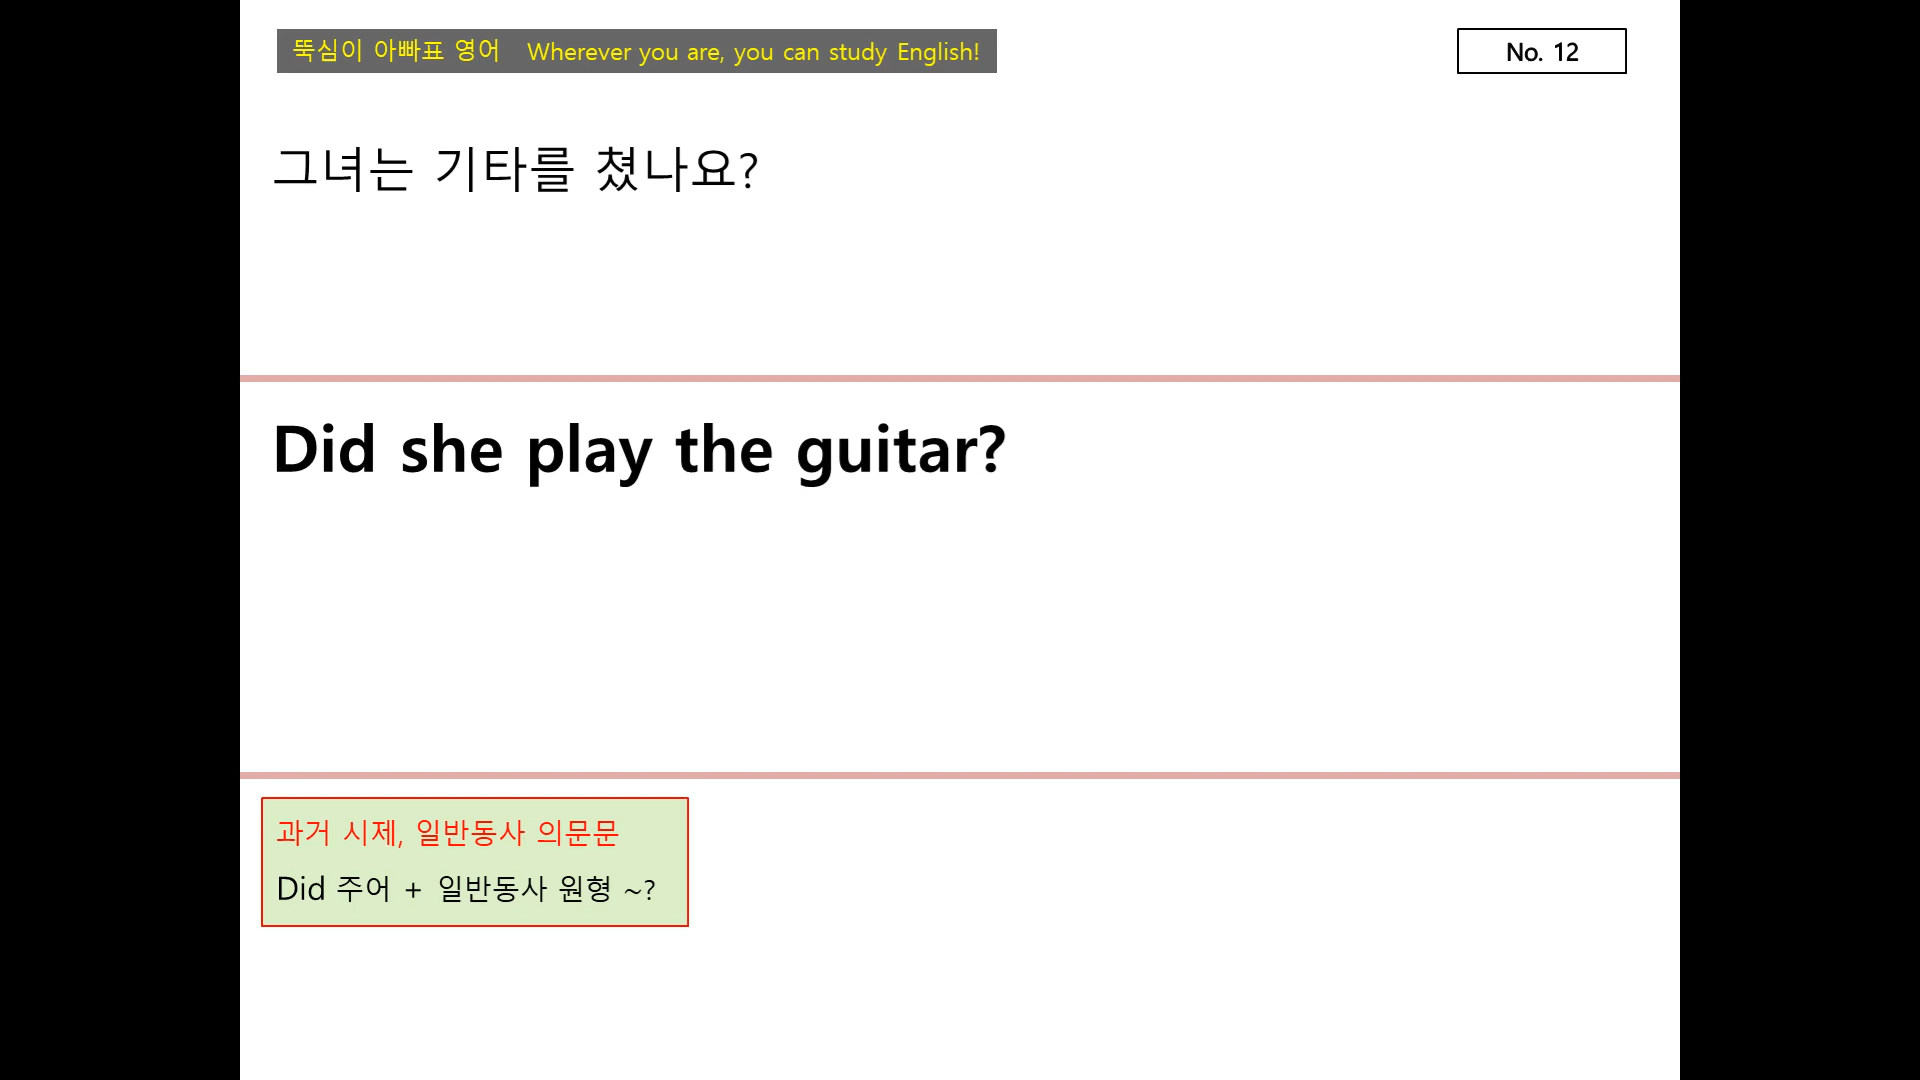 뚝심이 아빠표 영어 Wherever you are, you can study English!
No. 12
그녀는 기타를 쳤나요?
Did she play the guitar?
과거 시제, 일반동사 의문문
Did 주어 + 일반동사 원형 ~?